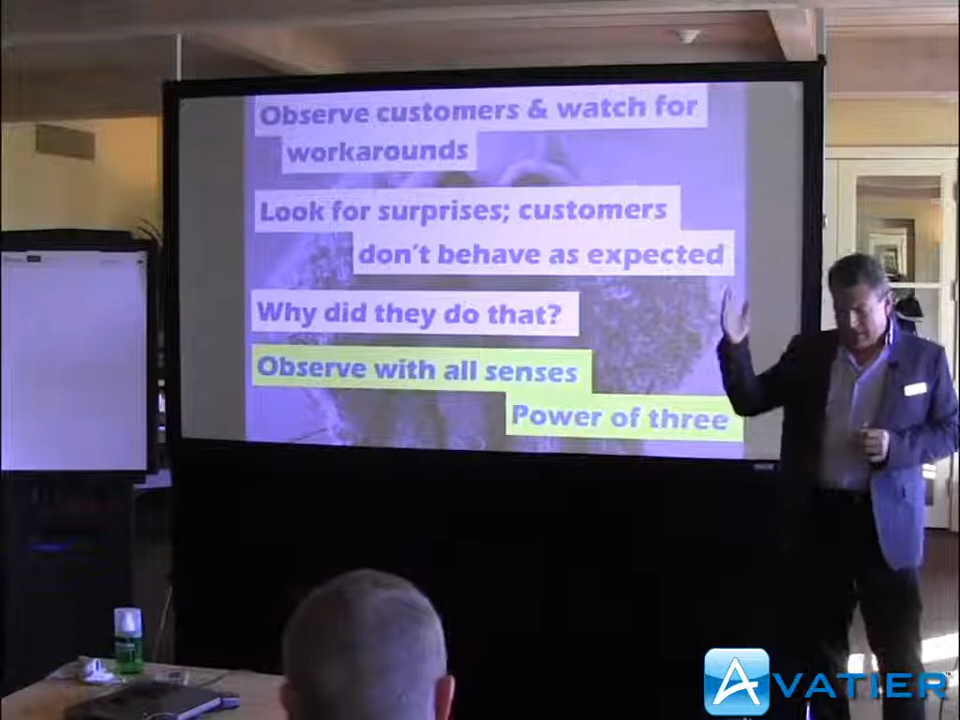 Observe customers & watch for
workarounds
Look for surprises; customers
don't behave as expected
Why did they do that?
Observe with all senses
Power of three
AVATIER